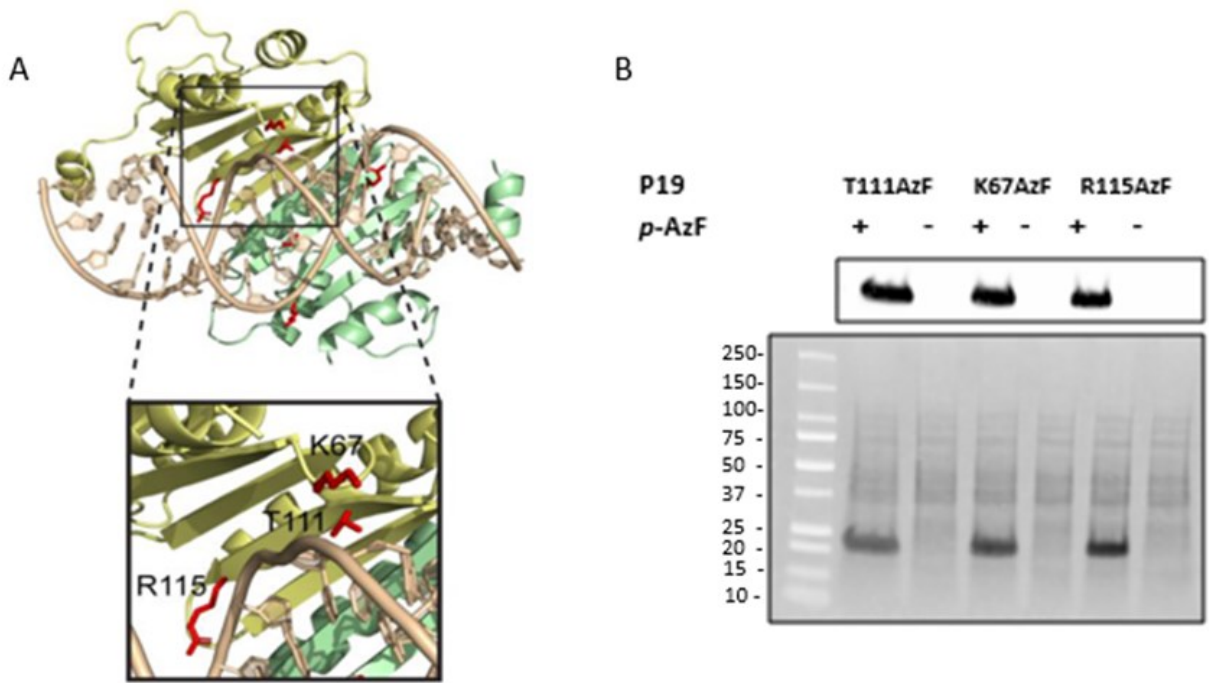 A
K67
T111
R115
B
P19 T111AzF K67AzF R115AzF
p-AzF + - + - + -
250-
150-
100-
75 -
50 -
37 -
25 -
20 -
15 -
10 -